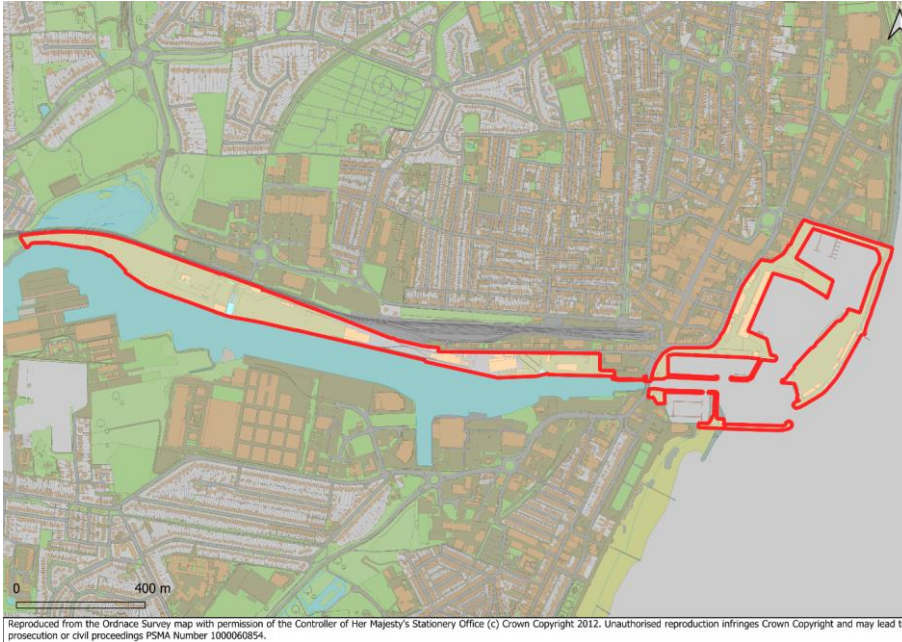 0 400 m
Reproduced from the Ordnace Survey map with permission of the Controller of Her Majesty's Stationery Office (c) Crown Copyright 2012. Unauthorised reproduction infringes Crown Copyright and may lead t
prosecution or civil proceedings PSMA Number 1000060854.